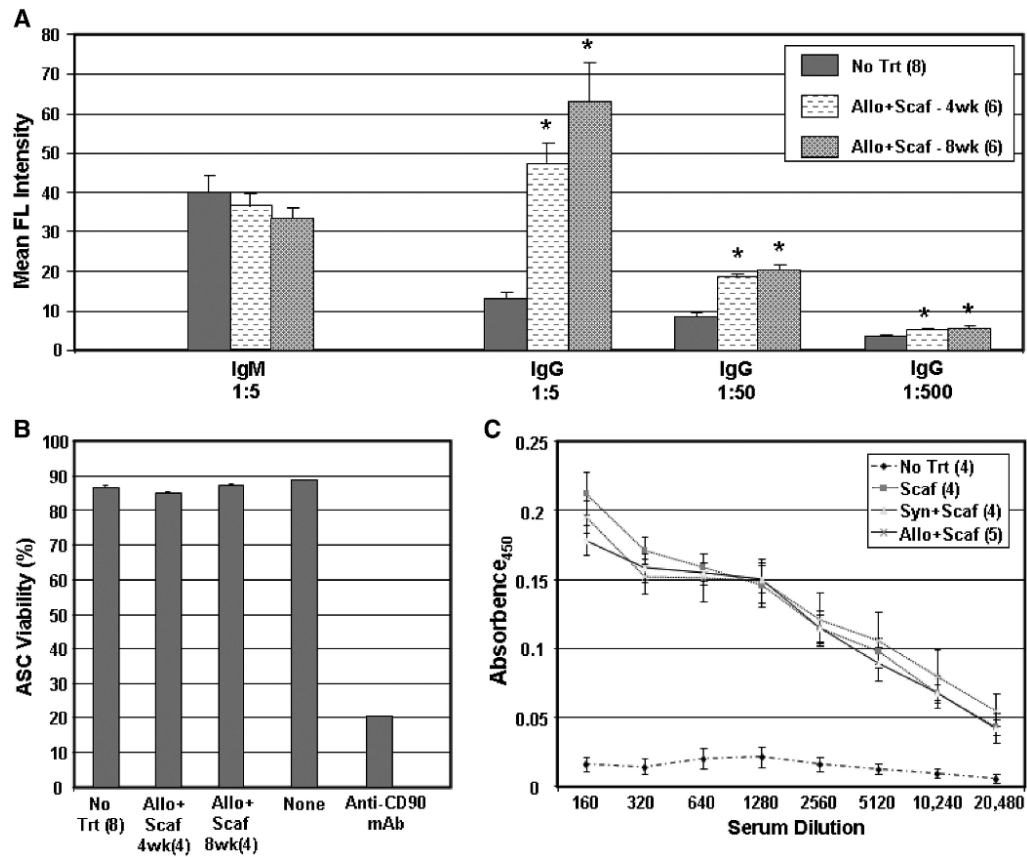 A
80
70
60
50
40
30
20
10
0
Mean FL Intensity
* * * * * *
No Trt (8)
Allo+Scaf - 4wk (6)
Allo+Scaf - 8wk (6)
IgM
1:5
IgG
1:5
IgG
1:50
IgG
1:500
B
100
90
80
70
60
50
40
30
20
10
0
ASC Viability (%)
No
Trt (8)
Allo+
Scaf
4wk(4)
Allo+
Scaf
8wk(4)
None
Anti-CD90
mAb
C
0.25
0.2
0.15
0.1
0.05
0
Absorbence450
No Trt (4)
Scaf (4)
Syn+Scaf (4)
Allo+Scaf (5)
160 320 640 1280 2560 5120 10,240 20,480
Serum Dilution